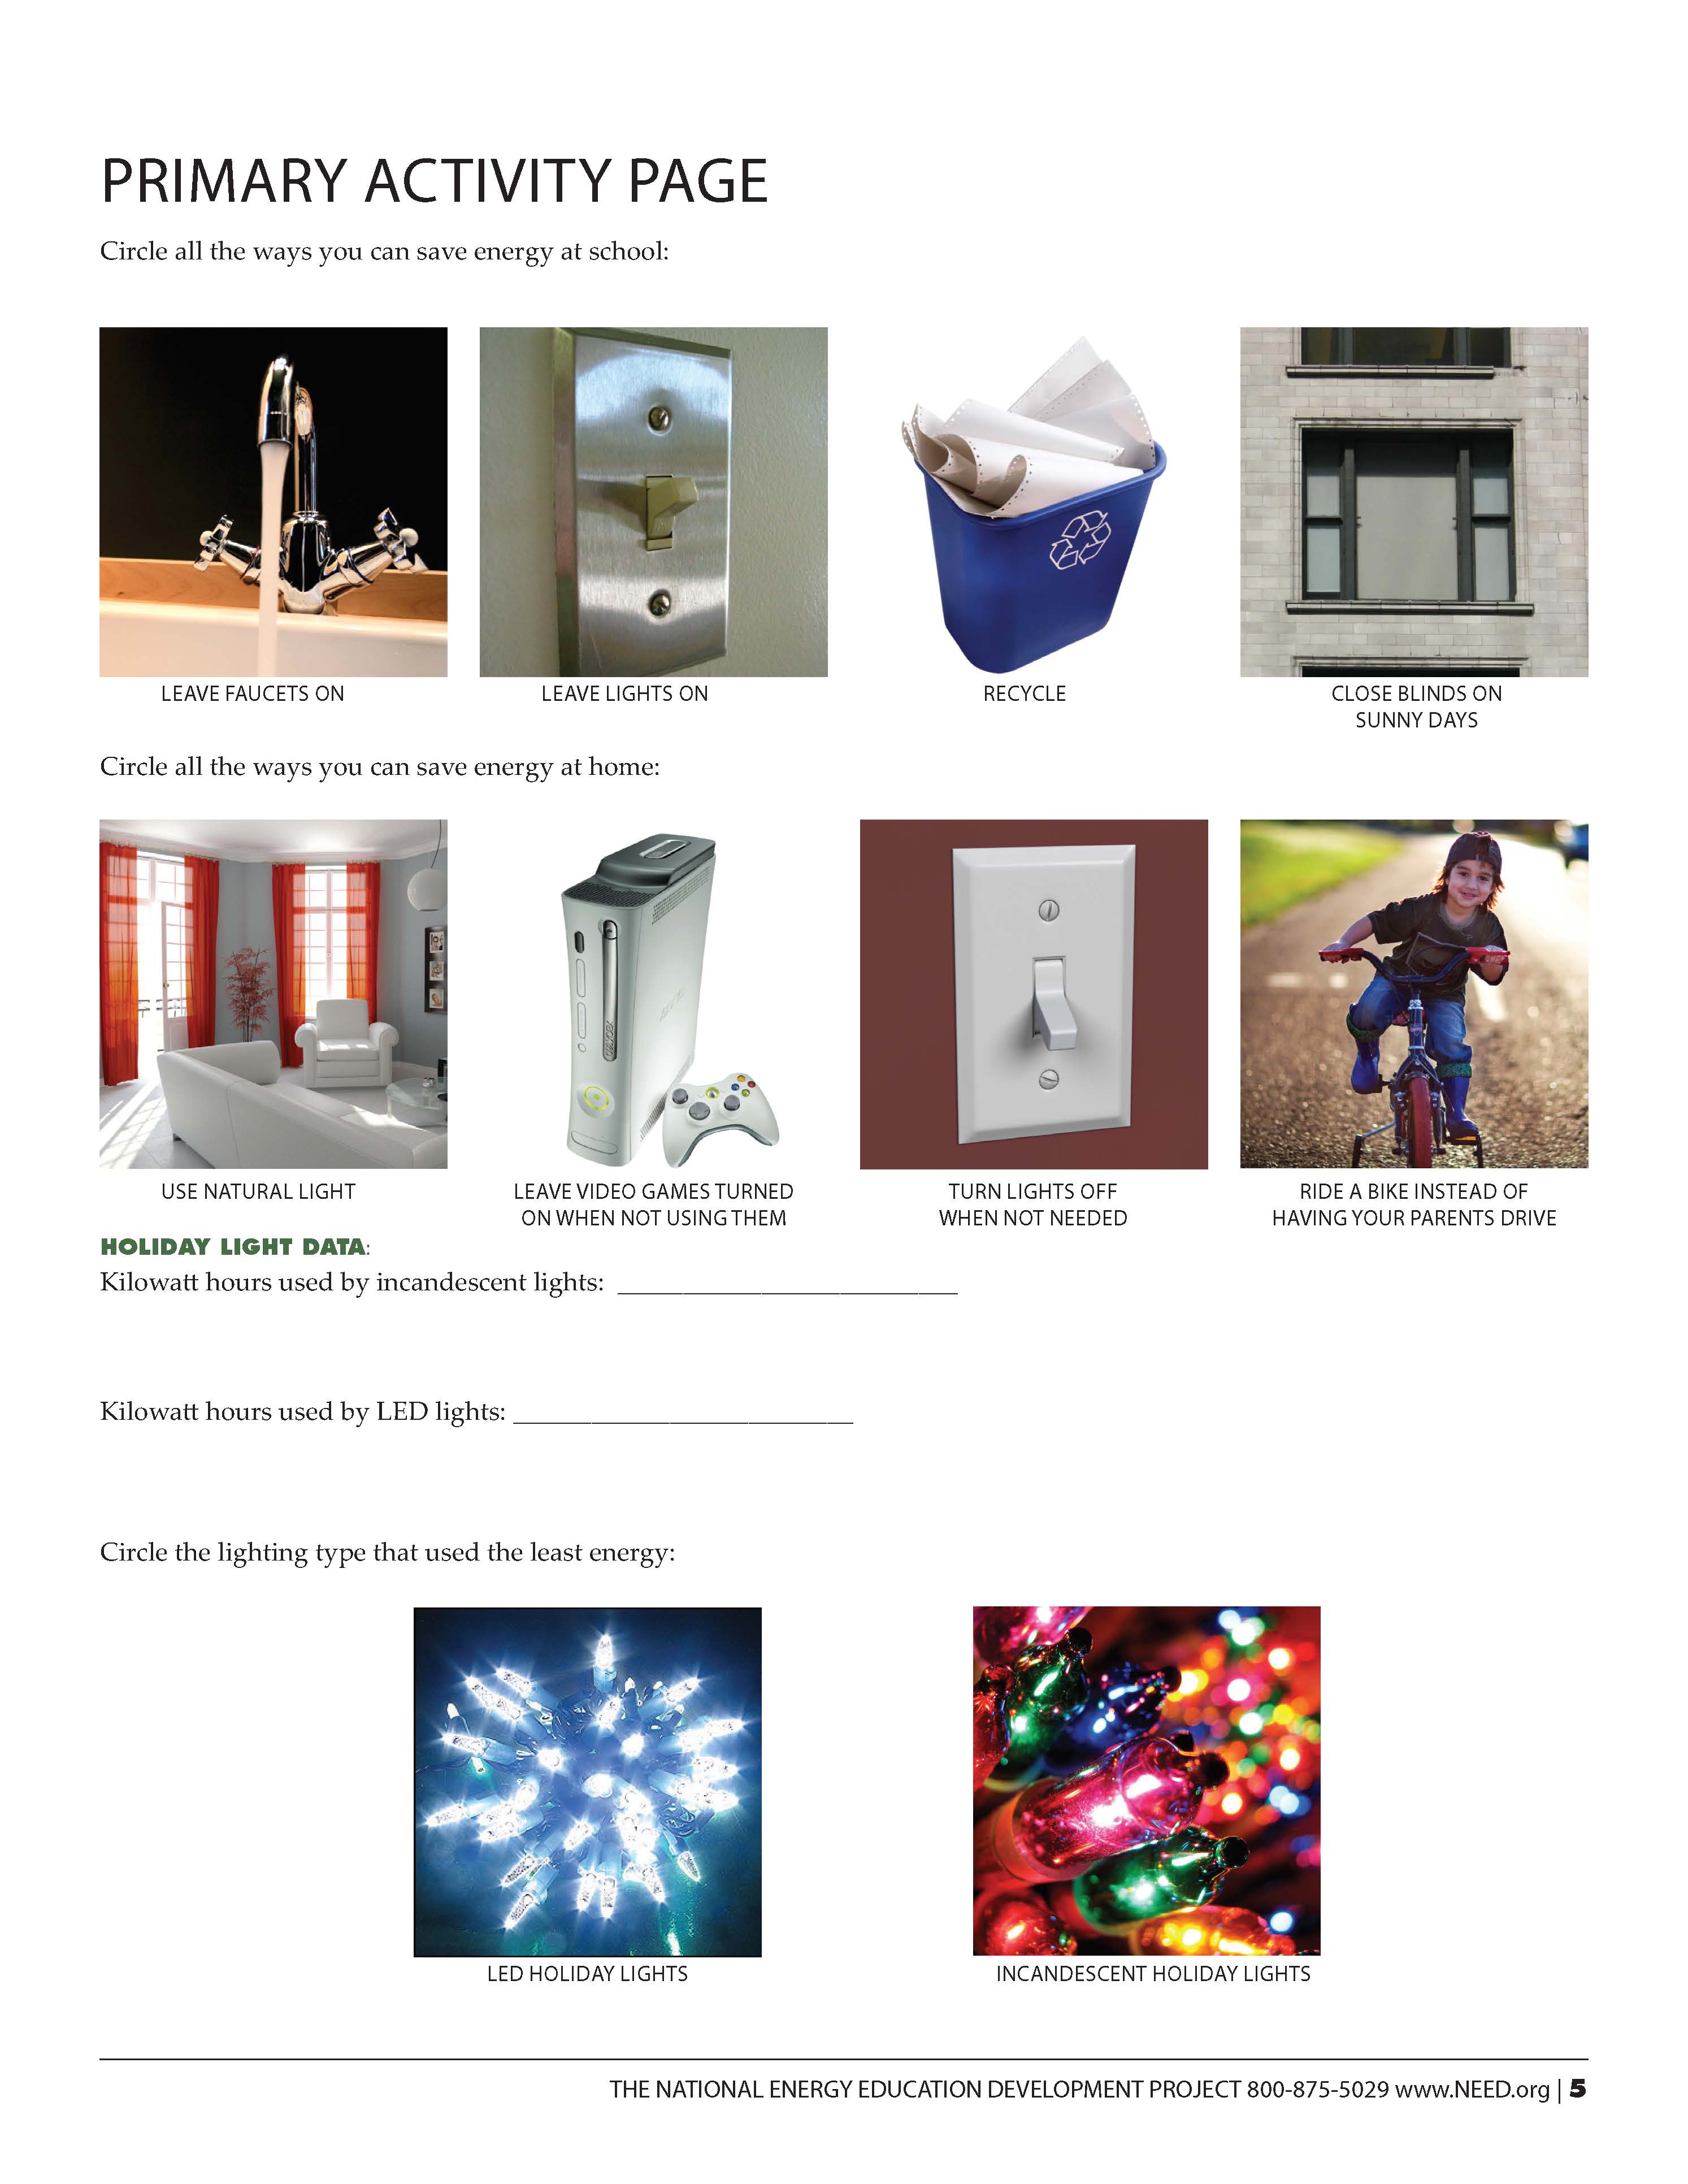 PRIMARY ACTIVITY PAGE
Circle all the ways you can save energy at school:
LEAVE FAUCETS ON
LEAVE LIGHTS ON
RECYCLE
CLOSE BLINDS ON
SUNNY DAYS
Circle all the ways you can save energy at home:
USE NATURAL LIGHT
LEAVE VIDEO GAMES TURNED
ON WHEN NOT USING THEM
TURN LIGHTS OFF
WHEN NOT NEEDED
RIDE A BIKE INSTEAD OF
HAVING YOUR PARENTS DRIVE
HOLIDAY LIGHT DATA:
Kilowatt hours used by incandescent lights: __________________________
Kilowatt hours used by LED lights: __________________________
Circle the lighting type that used the least energy:
LED HOLIDAY LIGHTS
INCANDESCENT HOLIDAY LIGHTS
THE NATIONAL ENERGY EDUCATION DEVELOPMENT PROJECT 800-875-5029 www.NEED.org | 5